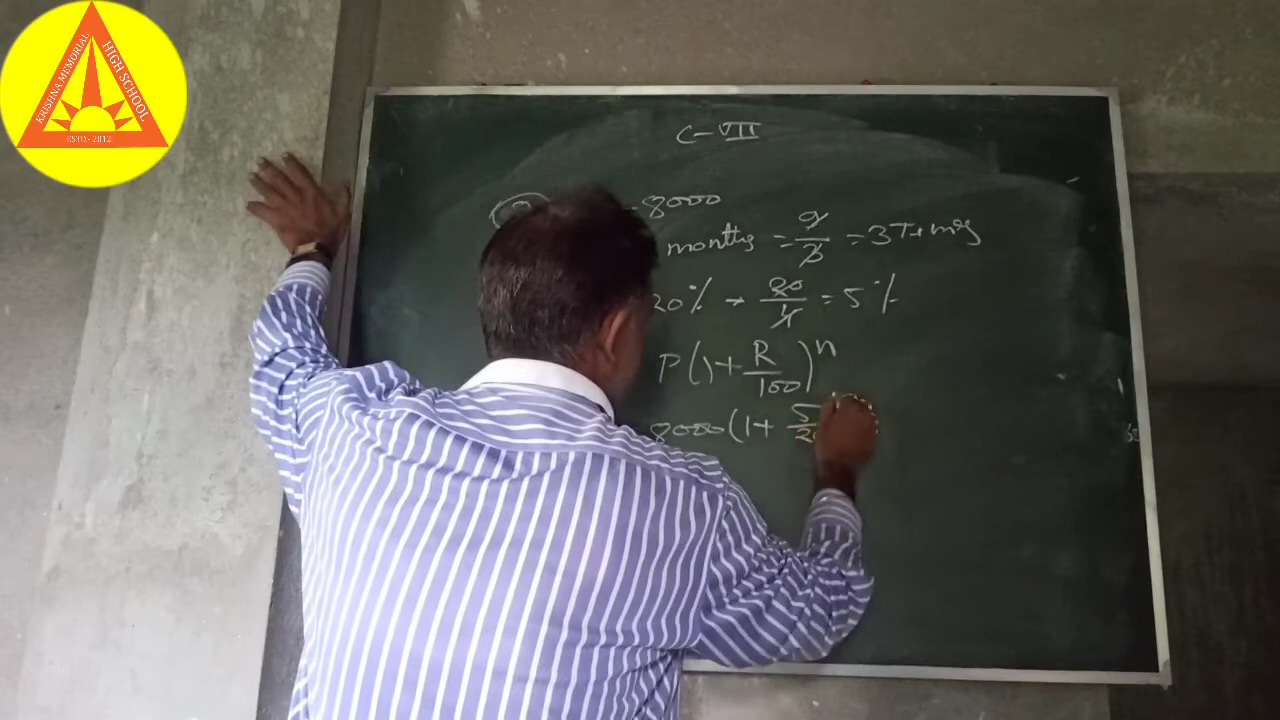 KRISHNA MEMORIAL HIGH SCHOOL
ESTD.- 2012
C-VII
8000
months = 9/3 = 3 Times
20% → 20/4 = 5%
P(1+R/100)^n
8000(1+5/